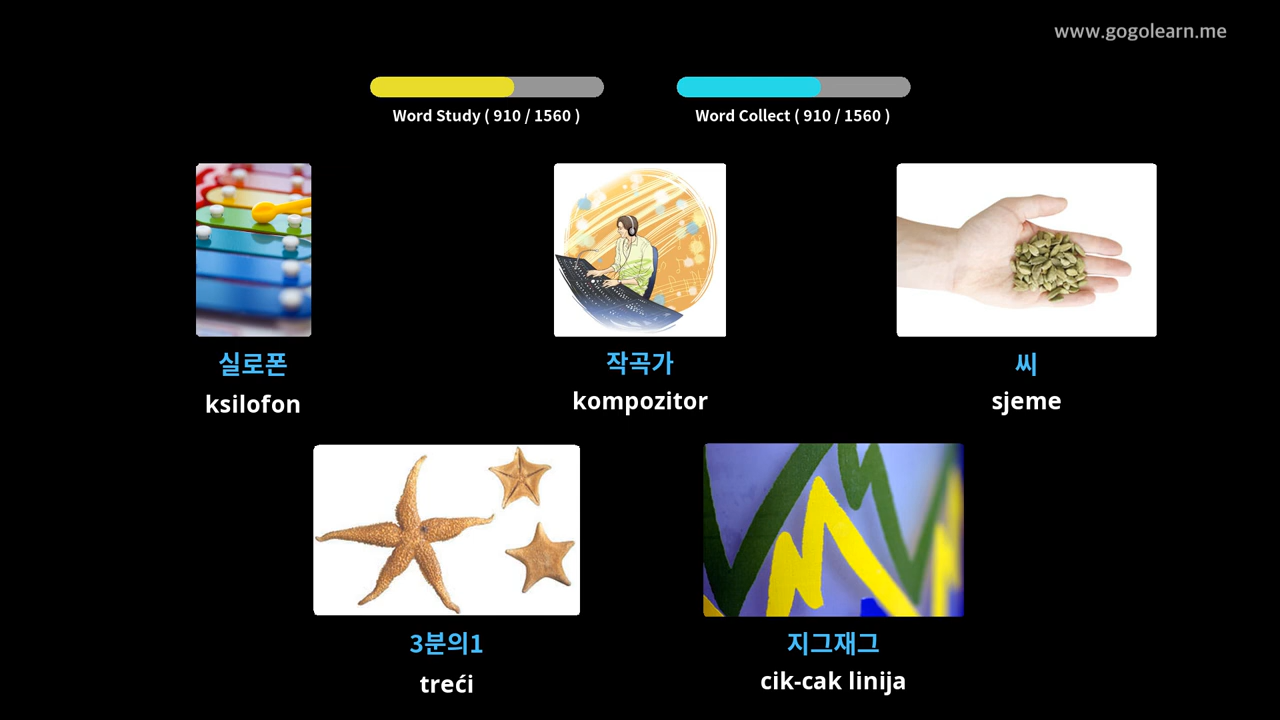 www.gogolearn.me
Word Study ( 910 / 1560 )
Word Collect ( 910 / 1560 )
실로폰
ksilofon
작곡가
kompozitor
씨
sjeme
3분의1
treći
지그재그
cik-cak linija